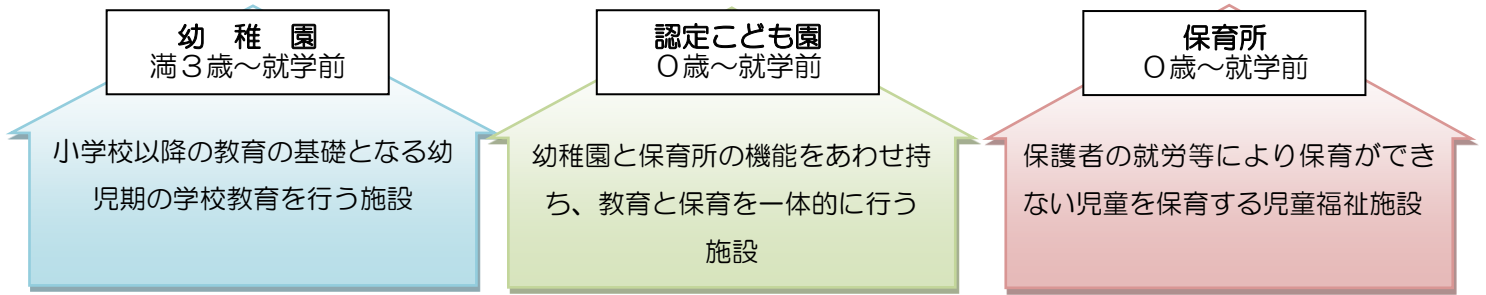 幼　稚　園
満３歳～就学前
小学校以降の教育の基礎となる幼
児期の学校教育を行う施設
認定こども園
０歳～就学前
幼稚園と保育所の機能をあわせ持
ち、教育と保育を一体的に行う
施設
保育所
０歳～就学前
保護者の就労等により保育ができ
ない児童を保育する児童福祉施設